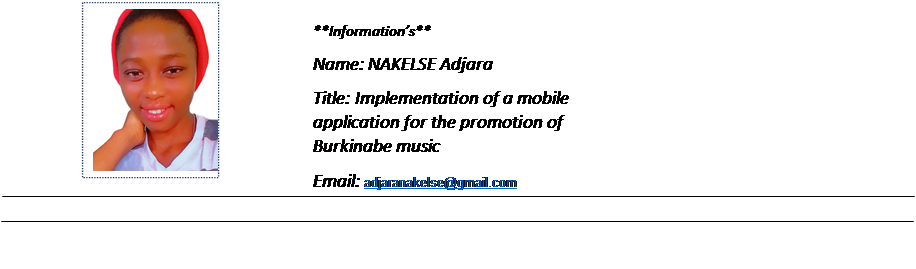 **Information’s**
Name: NAKELSE Adjara
Title: Implementation of a mobile
application for the promotion of
Burkinabe music
Email: adjaranakelse@gmail.com